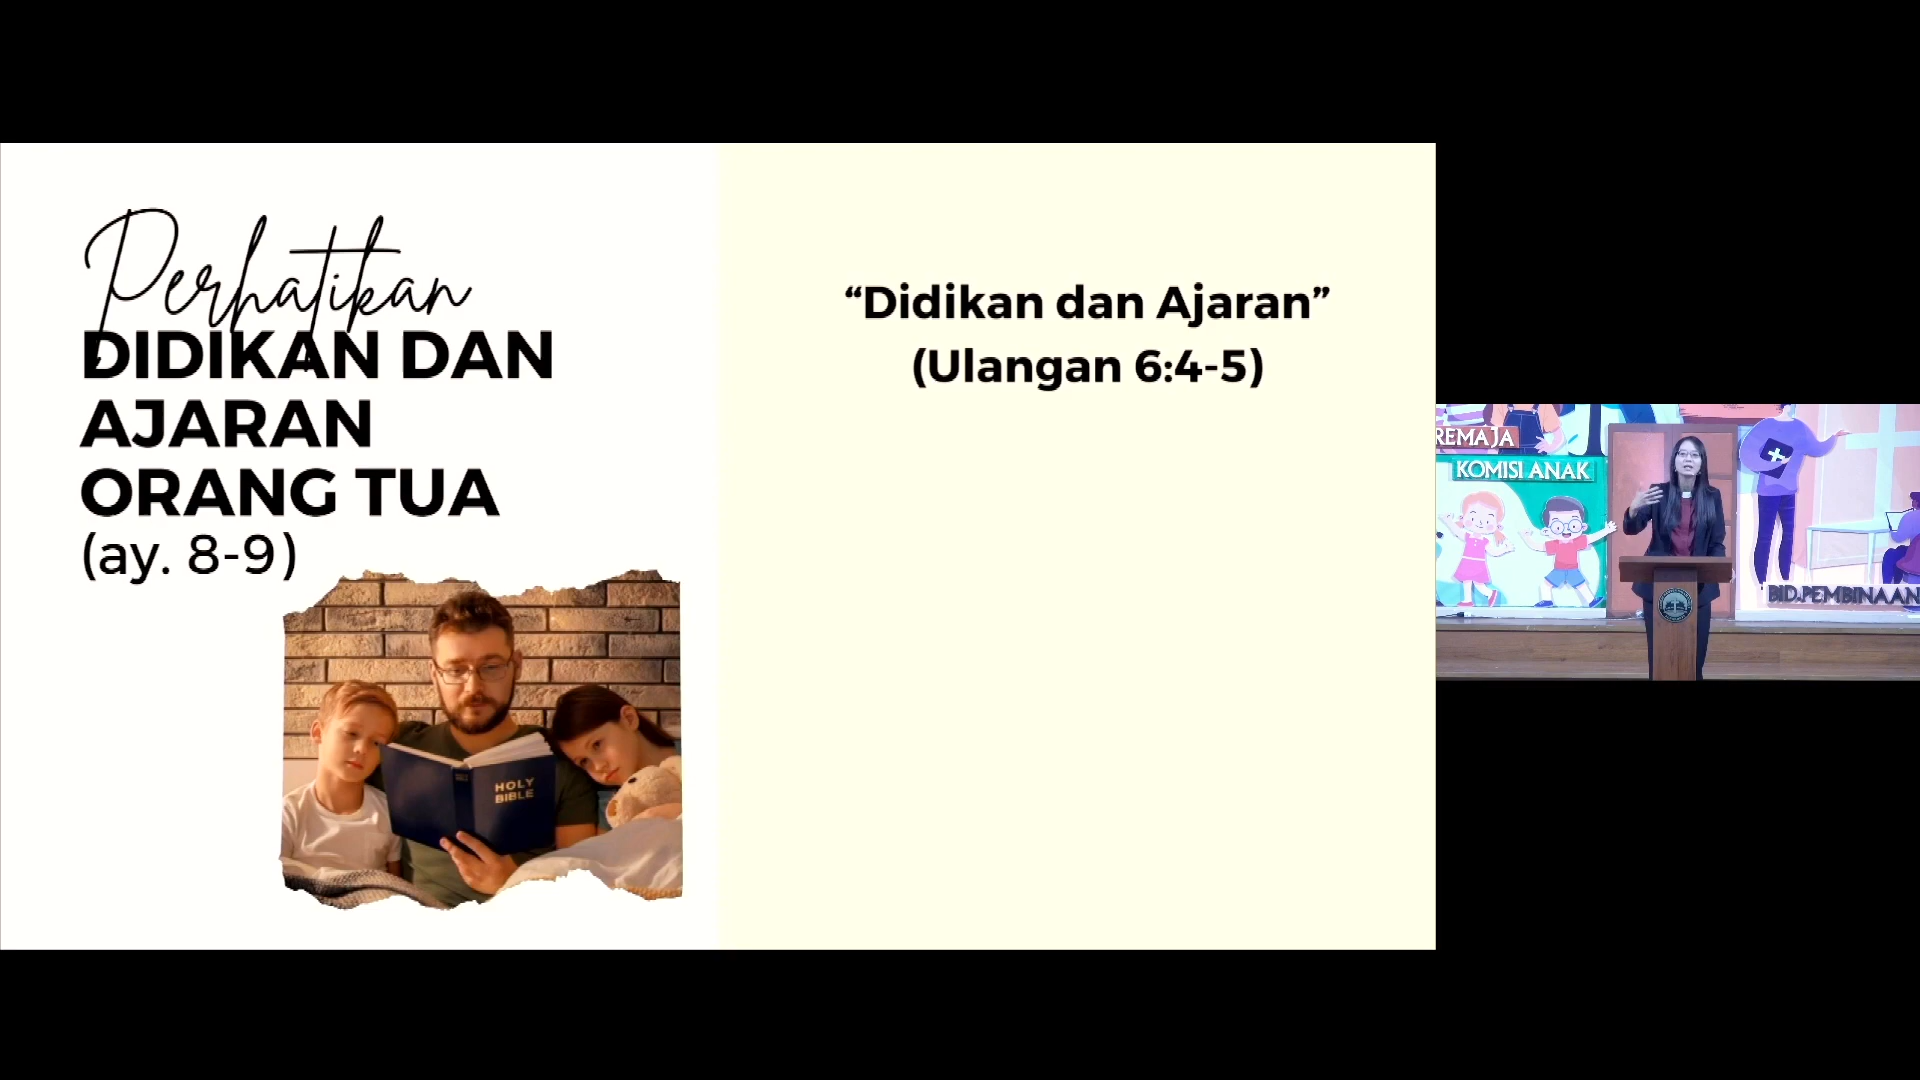 Perhatikan
DIDIKAN DAN
AJARAN
ORANG TUA
(ay. 8-9)
HOLY
BIBLE
“Didikan dan Ajaran”
(Ulangan 6:4-5)
REMAJA
KOMISI ANAK
BID.PEMBINAAN